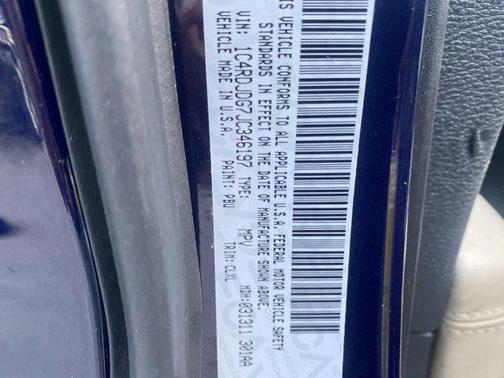 IS VEHICLE CONFORMS TO ALL APPLICABLE U.S.A. FEDERAL MOTOR VEHICLE SAFETY
STANDARDS IN EFFECT ON THE DATE OF MANUFACTURE SHOWN ABOVE.
VIN: 1C4RDJDG7JC346197 TYPE: MPV MDH:031311 301AA
VEHICLE MADE IN U.S.A. PAINT: PBU TRIM: CLXL